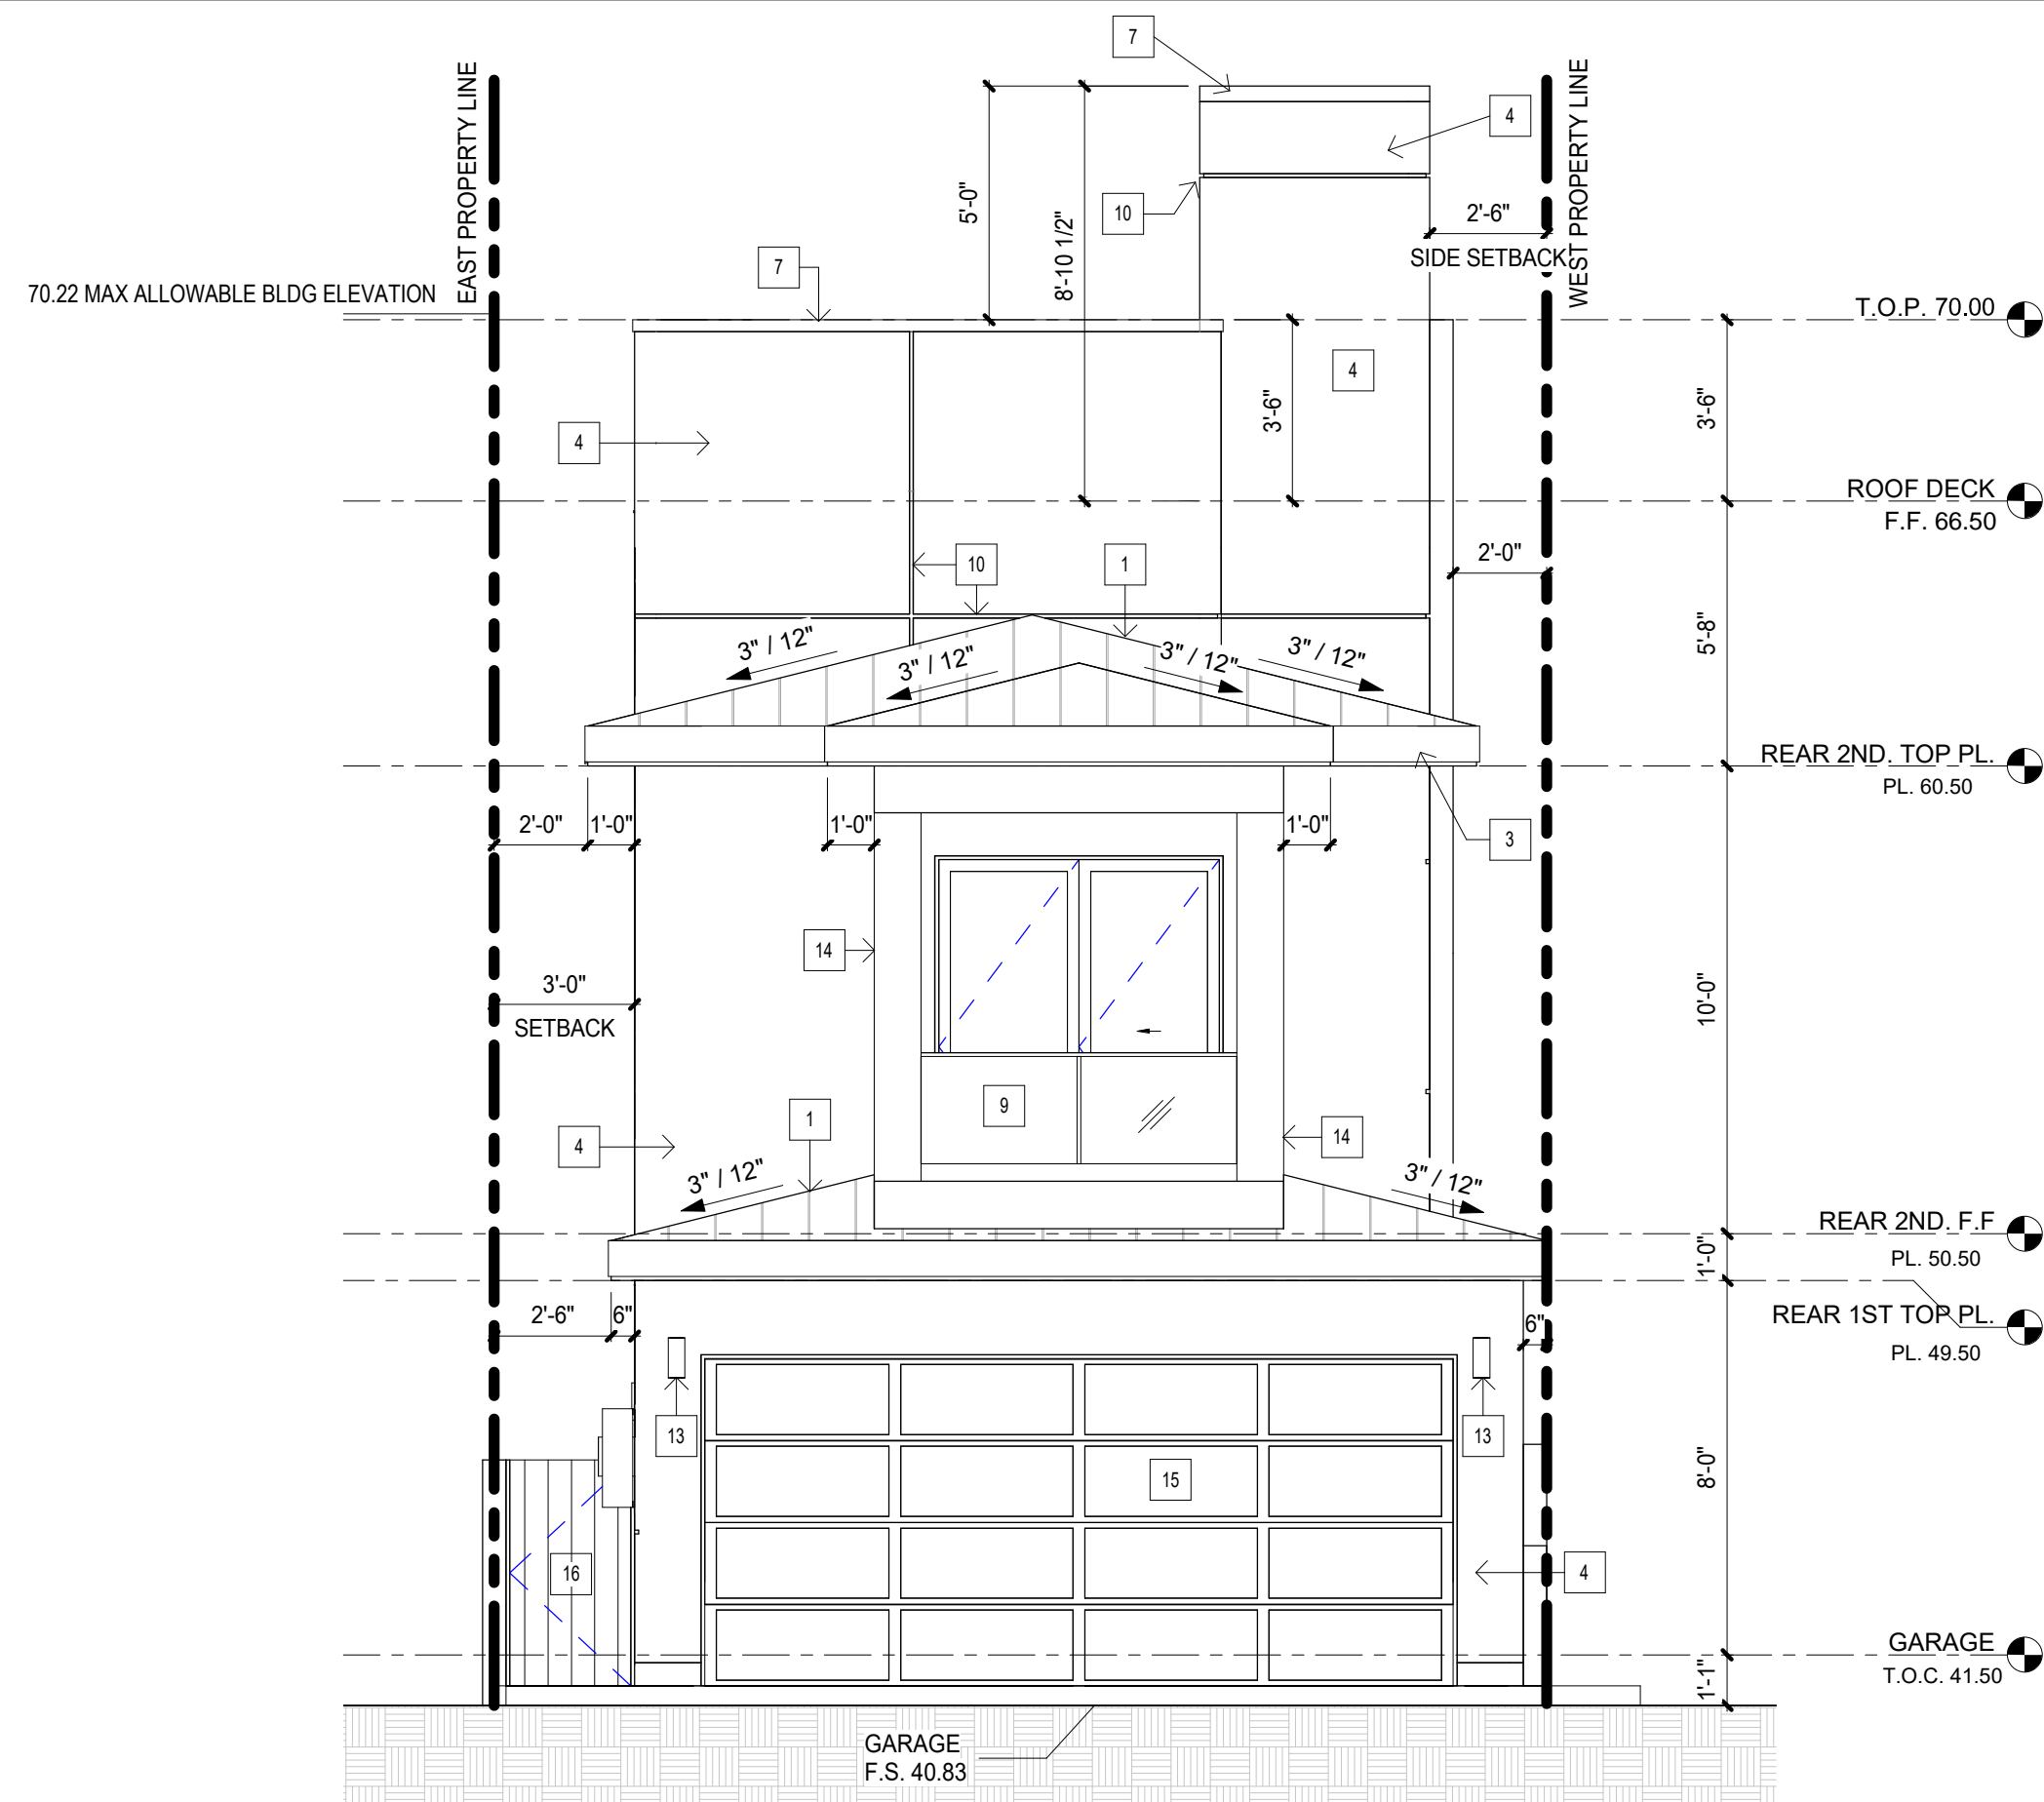 7
EAST PROPERTY LINE
WEST PROPERTY LINE
4
5'-0"
8'-10 1/2"
10
2'-6"
SIDE SETBACK
7
70.22 MAX ALLOWABLE BLDG ELEVATION
T.O.P. 70.00
4
3'-6"
3'-6"
4
ROOF DECK
F.F. 66.50
10
1
2'-0"
3" / 12"
3" / 12"
3" / 12"
3" / 12"
5'-8"
REAR 2ND. TOP PL.
PL. 60.50
2'-0"
1'-0"
1'-0"
1'-0"
3
14
3'-0"
SETBACK
10'-0"
9
1
4
14
3" / 12"
3" / 12"
REAR 2ND. F.F
PL. 50.50
1'-0"
2'-6"
6"
6"
REAR 1ST TOP PL.
PL. 49.50
13
13
15
8'-0"
16
4
GARAGE
T.O.C. 41.50
1'-1"
GARAGE
F.S. 40.83